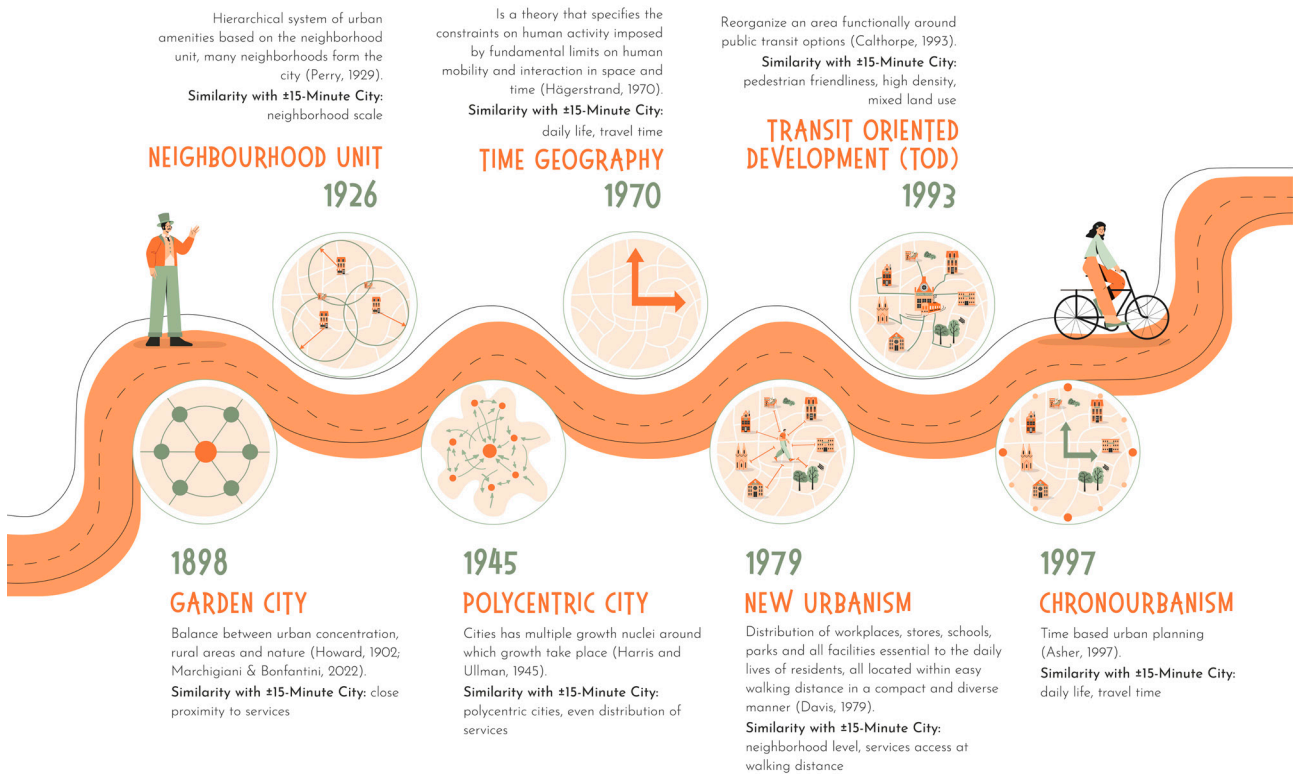 Hierarchical system of urban
amenities based on the neighborhood
unit, many neighborhoods form the
city (Perry, 1929).
Similarity with ±15-Minute City:
neighborhood scale
NEIGHBOURHOOD UNIT
1926
Is a theory that specifies the
constraints on human activity imposed
by fundamental limits on human
mobility and interaction in space and
time (Hägerstrand, 1970).
Similarity with ±15-Minute City:
daily life, travel time
TIME GEOGRAPHY
1970
Reorganize an area functionally around
public transit options (Calthorpe, 1993).
Similarity with ±15-Minute City:
pedestrian friendliness, high density,
mixed land use
TRANSIT ORIENTED
DEVELOPMENT (TOD)
1993
1898
GARDEN CITY
Balance between urban concentration,
rural areas and nature (Howard, 1902;
Marchigiani & Bonfantini, 2022).
Similarity with ±15-Minute City: close
proximity to services
1945
POLYCENTRIC CITY
Cities has multiple growth nuclei around
which growth take place (Harris and
Ullman, 1945).
Similarity with ±15-Minute City:
polycentric cities, even distribution of
services
1979
NEW URBANISM
Distribution of workplaces, stores, schools,
parks and all facilities essential to the daily
lives of residents, all located within easy
walking distance in a compact and diverse
manner (Davis, 1979).
Similarity with ±15-Minute City:
neighborhood level, services access at
walking distance
1997
CHRONOURBANISM
Time based urban planning
(Asher, 1997).
Similarity with ±15-Minute City:
daily life, travel time